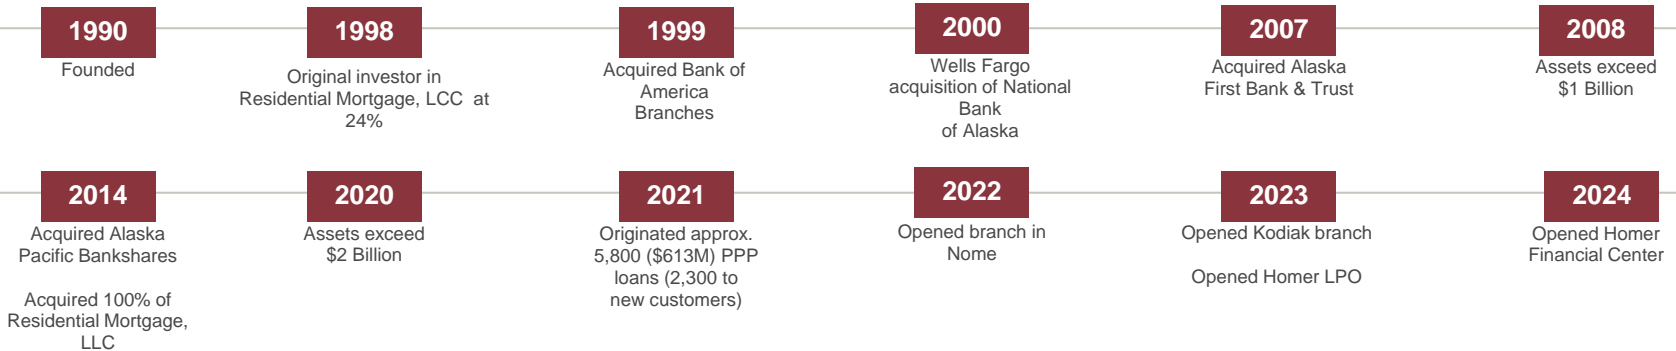 1990
Founded
1998
Original investor in
Residential Mortgage, LCC at
24%
1999
Acquired Bank of
America
Branches
2000
Wells Fargo
acquisition of National
Bank
of Alaska
2007
Acquired Alaska
First Bank & Trust
2008
Assets exceed
$1 Billion
2014
Acquired Alaska
Pacific Bankshares
Acquired 100% of
Residential Mortgage,
LLC
2020
Assets exceed
$2 Billion
2021
Originated approx.
5,800 ($613M) PPP
loans (2,300 to
new customers)
2022
Opened branch in
Nome
2023
Opened Kodiak branch
Opened Homer LPO
2024
Opened Homer
Financial Center